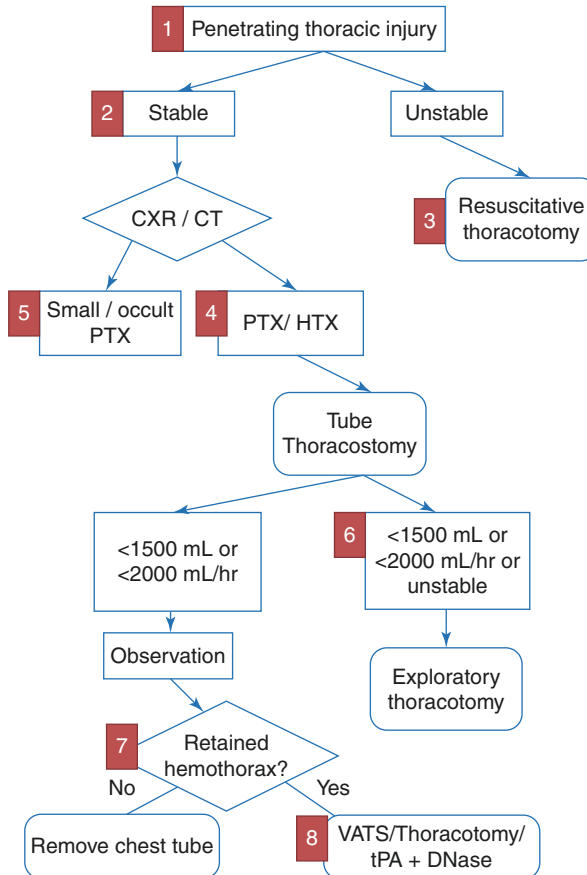 1 Penetrating thoracic injury
2 Stable
Unstable
CXR / CT
3 Resuscitative
thoracotomy
5 Small / occult
PTX
4 PTX/ HTX
Tube
Thoracostomy
<1500 mL or
<2000 mL/hr
6 <1500 mL or
<2000 mL/hr or
unstable
Observation
Exploratory
thoracotomy
7 Retained
hemothorax?
No
Yes
Remove chest tube
8 VATS/Thoracotomy/
tPA + DNase